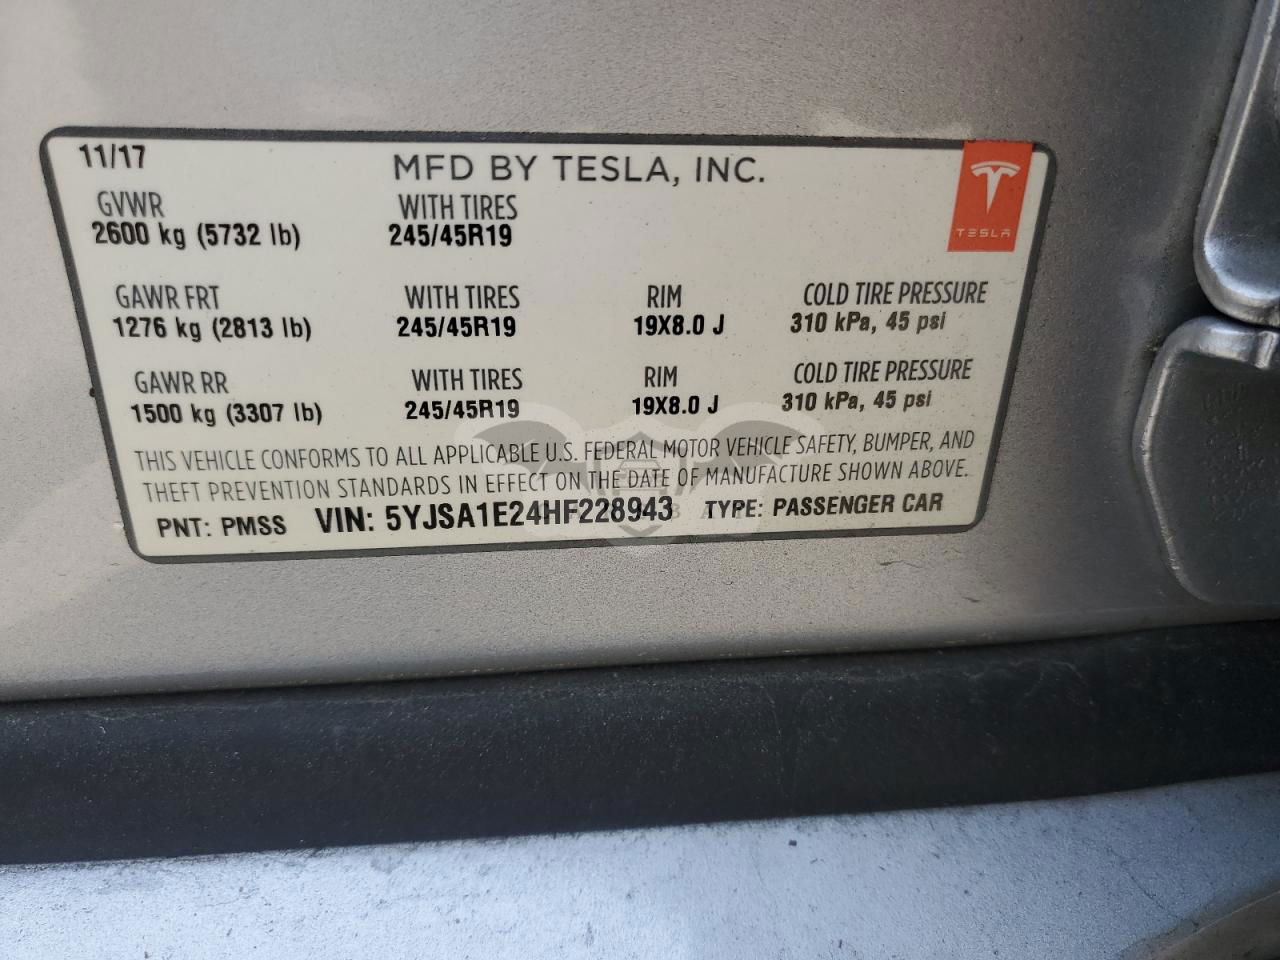 11/17
MFD BY TESLA, INC.
TESLA
GVWR WITH TIRES
2600 kg (5732 lb) 245/45R19
GAWR FRT WITH TIRES RIM COLD TIRE PRESSURE
1276 kg (2813 lb) 245/45R19 19X8.0 J 310 kPa, 45 psi
GAWR RR WITH TIRES RIM COLD TIRE PRESSURE
1500 kg (3307 lb) 245/45R19 19X8.0 J 310 kPa, 45 psi
THIS VEHICLE CONFORMS TO ALL APPLICABLE U.S. FEDERAL MOTOR VEHICLE SAFETY, BUMPER, AND
THEFT PREVENTION STANDARDS IN EFFECT ON THE DATE OF MANUFACTURE SHOWN ABOVE.
PNT: PMSS VIN: 5YJSA1E24HF228943 TYPE: PASSENGER CAR